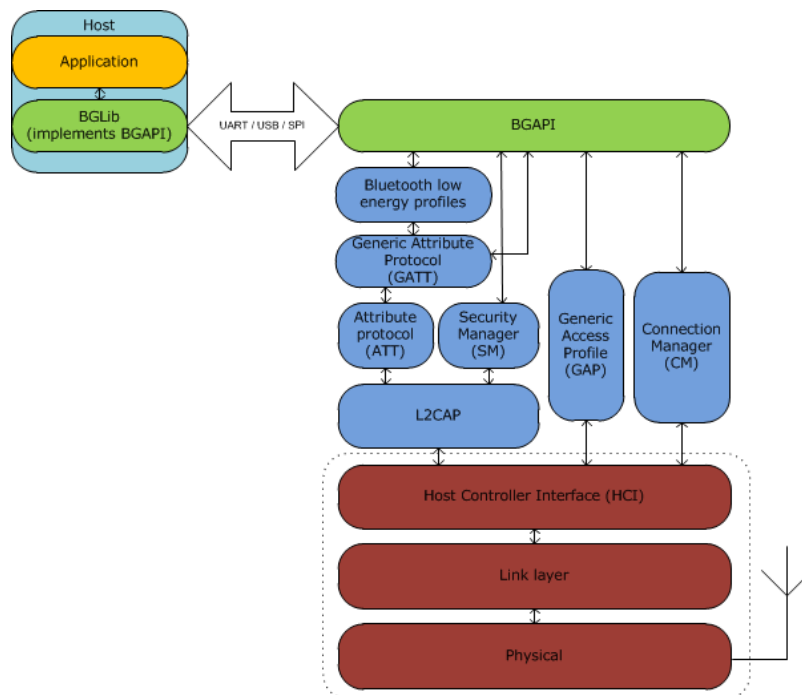 Host
Application
BGLib
(implements BGAPI)
UART / USB / SPI
BGAPI
Bluetooth low
energy profiles
Generic Attribute
Protocol
(GATT)
Attribute
protocol
(ATT)
Security
Manager
(SM)
Generic
Access
Profile
(GAP)
Connection
Manager
(CM)
L2CAP
Host Controller Interface (HCI)
Link layer
Physical